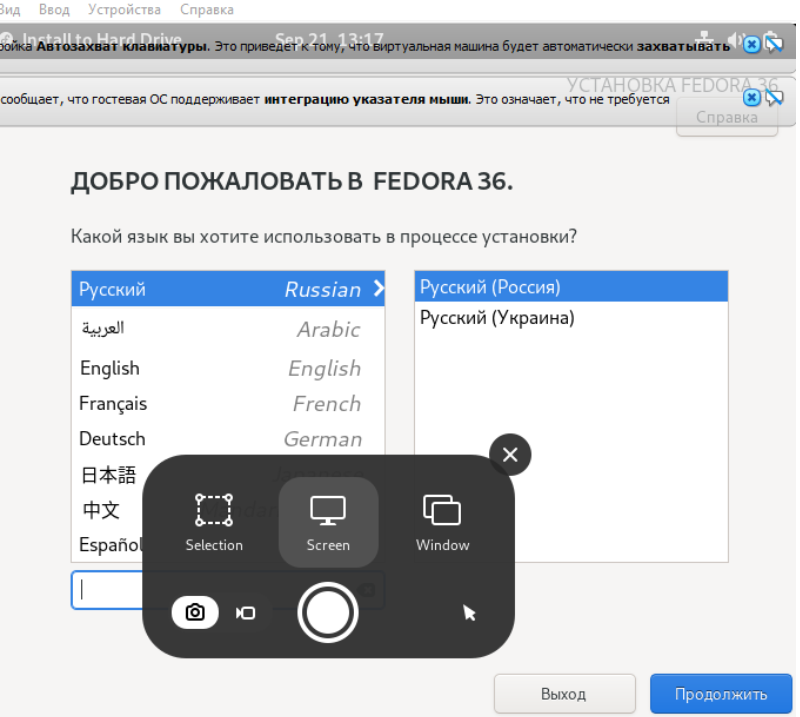 Вид Ввод Устройства Справка
Install to Hard Drive Sep 21 13:17
ройка Автозахват клавиатуры. Это приведет к тому, что виртуальная машина будет автоматически захватывать
УСТАНОВКА FEDORA 36
сообщает, что гостевая ОС поддерживает интеграцию указателя мыши. Это означает, что не требуется
Справка
ДОБРО ПОЖАЛОВАТЬ В FEDORA 36.
Какой язык вы хотите использовать в процессе установки?
Русский Russian
Русский (Россия)
العربية Arabic
Русский (Украина)
English English
Français French
Deutsch German
日本語
中文
Español
Selection Screen Window
Выход Продолжить